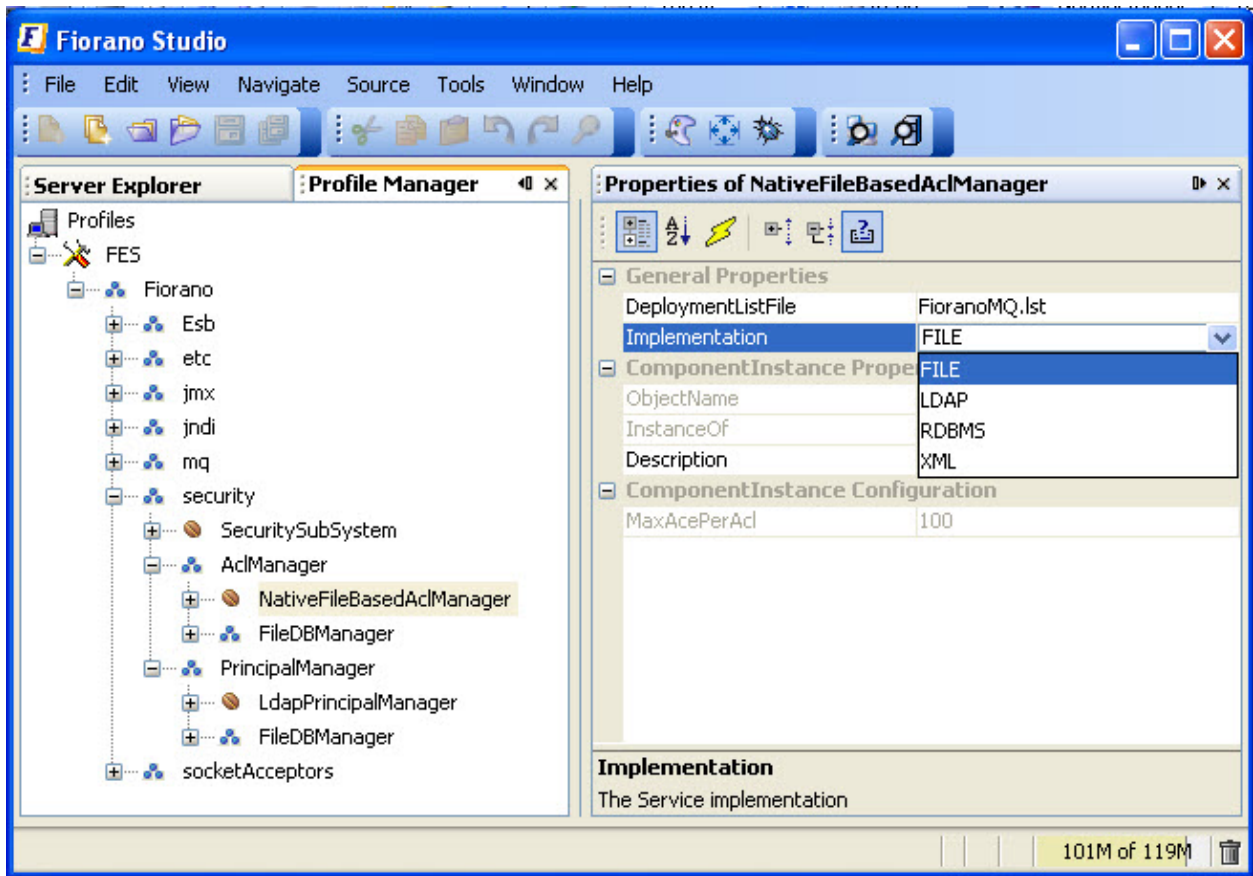 Fiorano Studio
File Edit View Navigate Source Tools Window Help
Server Explorer Profile Manager
Profiles
FES
Fiorano
Esb
etc
jmx
jndi
mq
security
SecuritySubSystem
AclManager
NativeFileBasedAclManager
FileDBManager
PrincipalManager
LdapPrincipalManager
FileDBManager
socketAcceptors
Properties of NativeFileBasedAclManager
General Properties
DeploymentListFile FioranoMQ.lst
Implementation FILE
ComponentInstance Prope FILE
ObjectName LDAP
InstanceOf RDBMS
Description XML
ComponentInstance Configuration
MaxAcePerAcl 100
Implementation
The Service implementation
101M of 119M